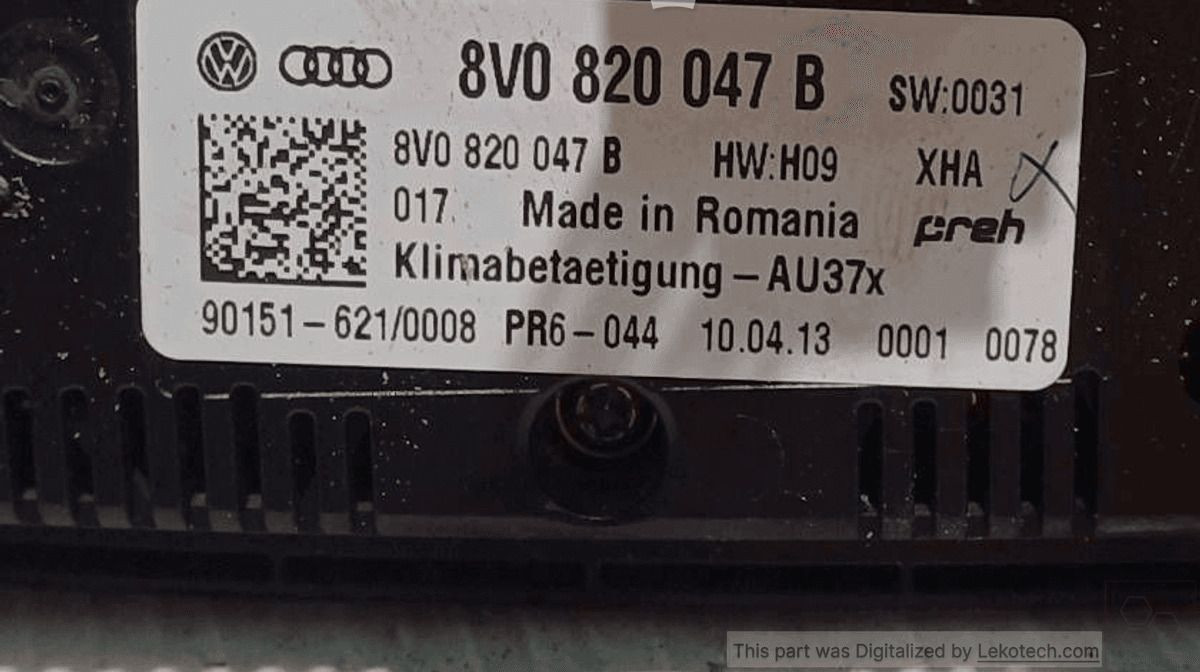 8V0 820 047 B SW:0031
8V0 820 047 B HW:H09 XHA
017. Made in Romania preh
Klimabetaetigung – AU37x
90151 – 621/0008 PR6 – 044 10.04.13 0001 0078
This part was Digitalized by Lekotech.com